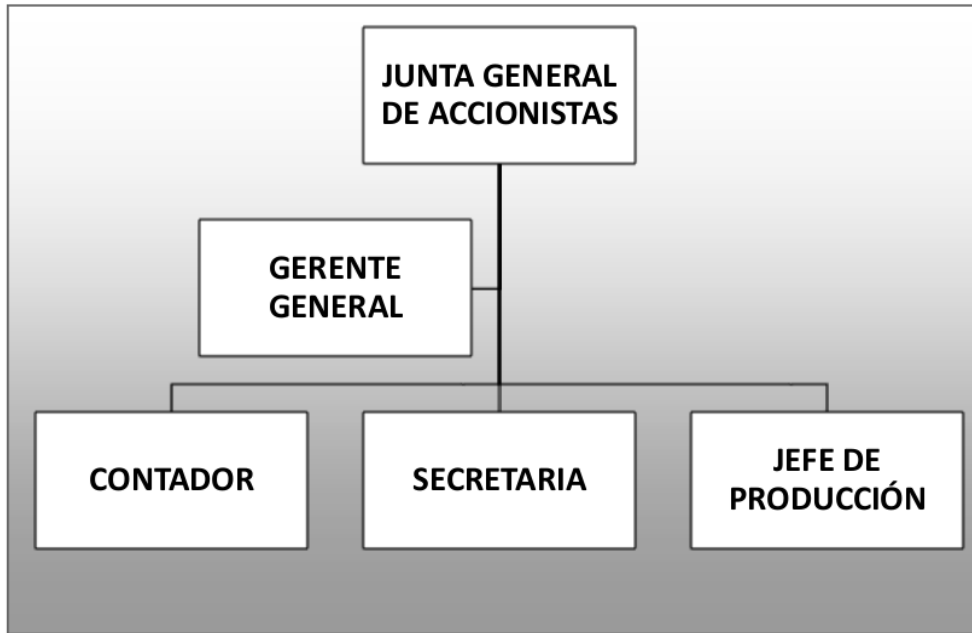 JUNTA GENERAL
DE ACCIONISTAS
GERENTE
GENERAL
CONTADOR
SECRETARIA
JEFE DE
PRODUCCIÓN